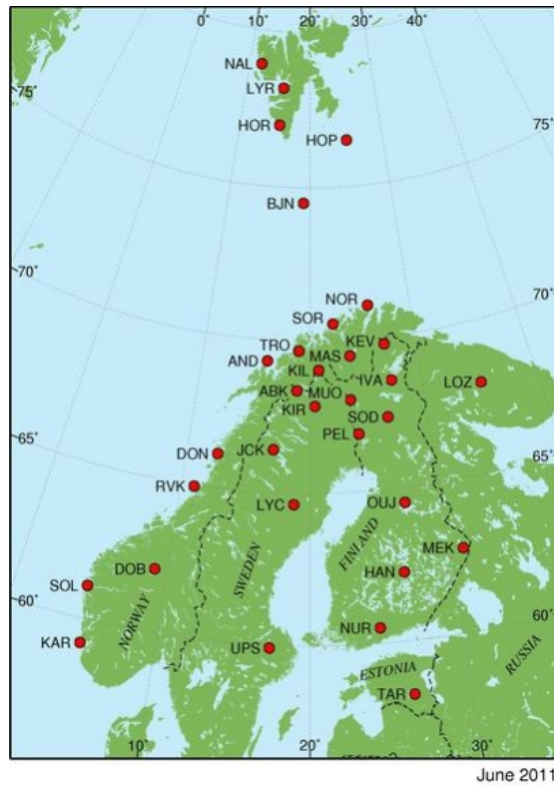 0°
10°
20°
30°
40°
NAL
75°
LYR
HOR
HOP
75°
BJN
70°
NOR
70°
SOR
TRO
KEV
AND
MAS
KIL
IVA
LOZ
ABK
MUO
KIR
SOD
PEL
65°
JCK
DON
65°
RVK
LYC
OUJ
FINLAND
MEK
SWEDEN
DOB
HAN
SOL
60°
NORWAY
60°
NUR
KAR
UPS
RUSSIA
ESTONIA
TAR
10°
20°
30°
June 2011